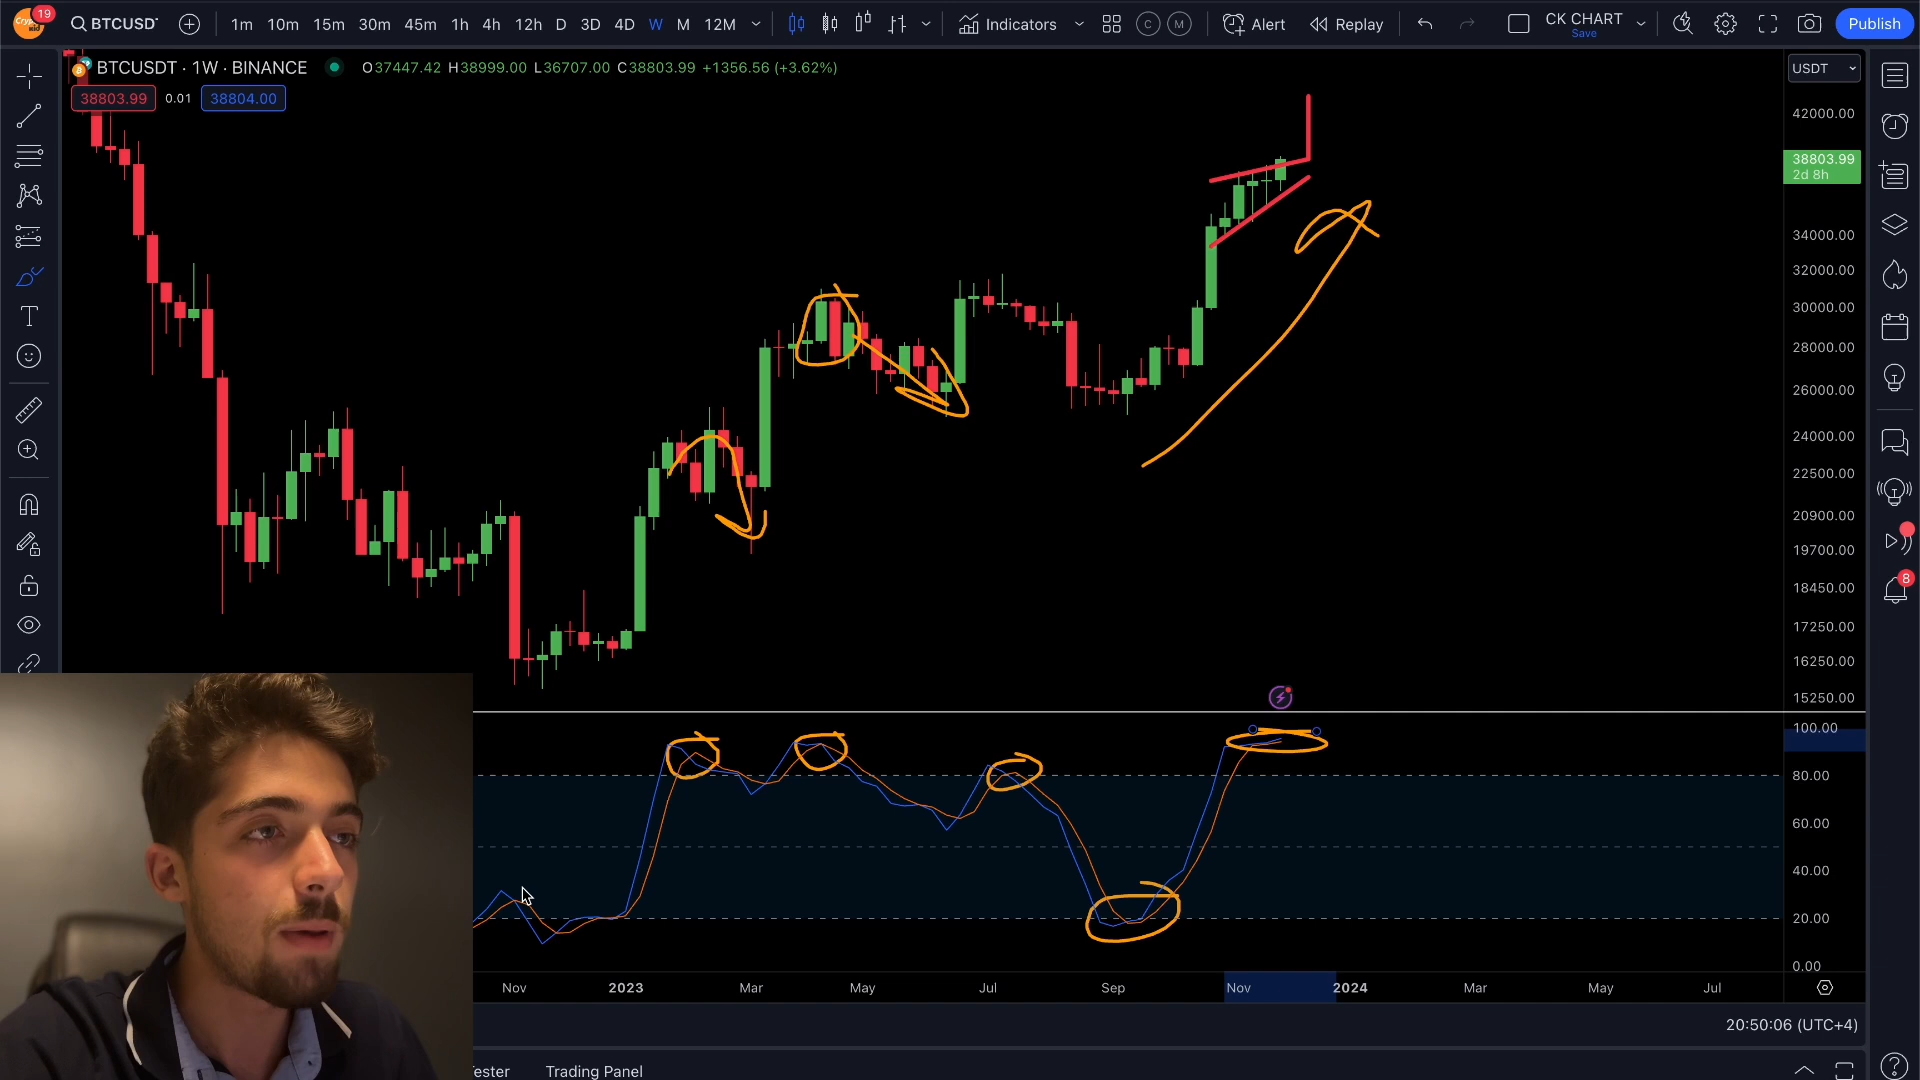 19
BTCUSDT
1m 10m 15m 30m 45m 1h 4h 12h D 3D 4D W M 12M
Indicators
C M
Alert
Replay
CK CHART
Save
Publish
BTCUSDT · 1W · BINANCE
O37447.42 H38999.00 L36707.00 C38803.99 +1356.56 (+3.62%)
USDT
38803.99 0.01 38804.00
42000.00
38803.99
2d 8h
34000.00
32000.00
30000.00
28000.00
26000.00
24000.00
22500.00
20900.00
19700.00
8
18450.00
17250.00
16250.00
15250.00
100.00
80.00
60.00
40.00
20.00
0.00
Nov 2023 Mar May Jul Sep Nov 2024 Mar May Jul
20:50:06 (UTC+4)
ester Trading Panel